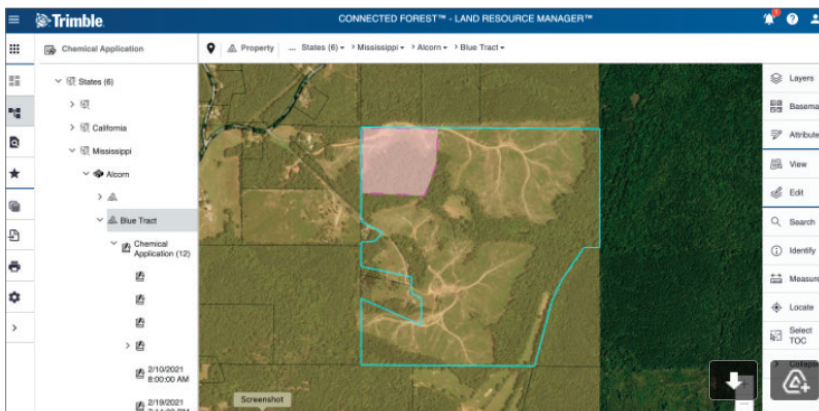 Trimble
CONNECTED FOREST™ - LAND RESOURCE MANAGER™
Chemical Application
Property ... States (6) > Mississippi > Alcorn > Blue Tract
States (6)
California
Mississippi
Alcorn
Blue Tract
Chemical
Application (12)
2/10/2021
8:00:00 AM
2/19/2021
Screenshot
Layers
Basema
Attribute
View
Edit
Search
Identify
Measure
Locate
Select
TOC
Collapse